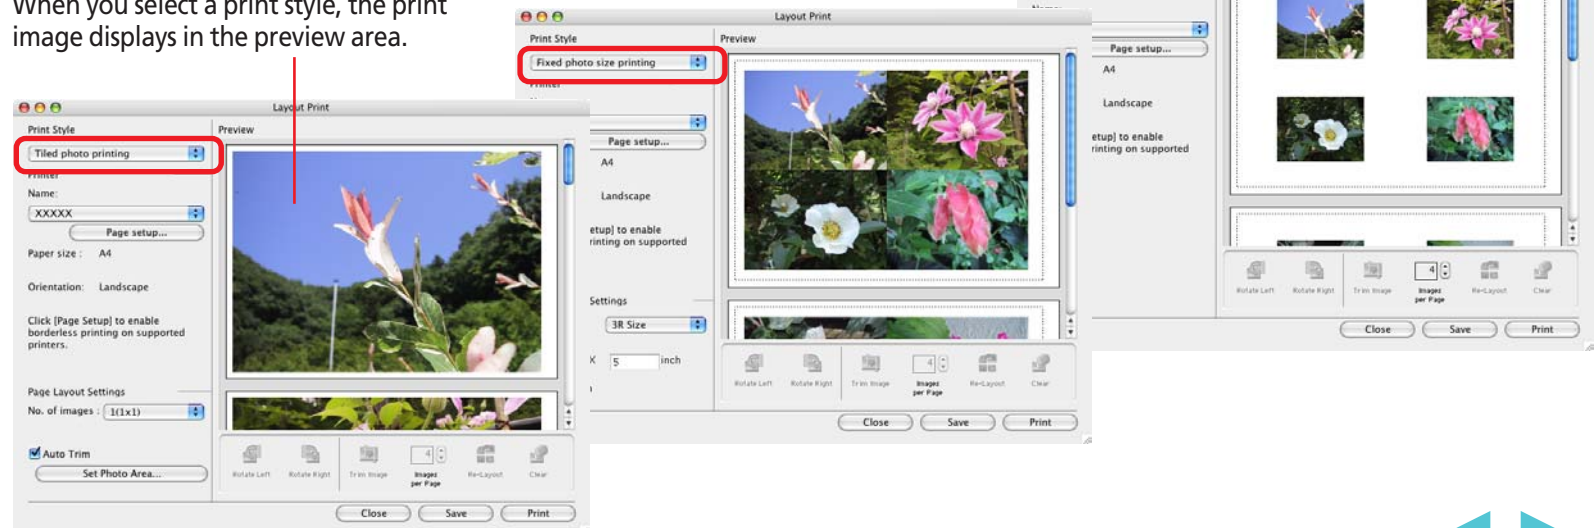 When you select a print style, the print
image displays in the preview area.
Layout Print
Print Style
Tiled photo printing
Printer
Name:
XXXXX
Page setup...
Paper size : A4
Orientation: Landscape
Click [Page Setup] to enable
borderless printing on supported
printers.
Page Layout Settings
No. of images : 1(1x1)
Auto Trim
Set Photo Area...
Preview
Rotate Left
Rotate Right
Trim Image
4
Images
per Page
Re-Layout
Clear
Close
Save
Print
Layout Print
Print Style
Fixed photo size printing
Printer
Page setup...
A4
Landscape
etup] to enable
rinting on supported
Settings
3R Size
X 5 inch
Preview
Rotate Left
Rotate Right
Trim Image
4
Images
per Page
Re-Layout
Clear
Close
Save
Print
Name:
Page setup...
A4
Landscape
etup] to enable
rinting on supported
Rotate Left
Rotate Right
Trim Image
4
Images
per Page
Re-Layout
Clear
Close
Save
Print